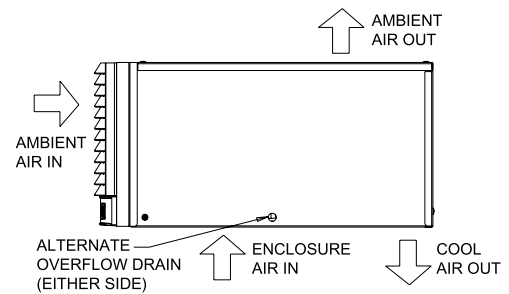 AMBIENT
AIR OUT
AMBIENT
AIR IN
ALTERNATE
OVERFLOW DRAIN
(EITHER SIDE)
ENCLOSURE
AIR IN
COOL
AIR OUT